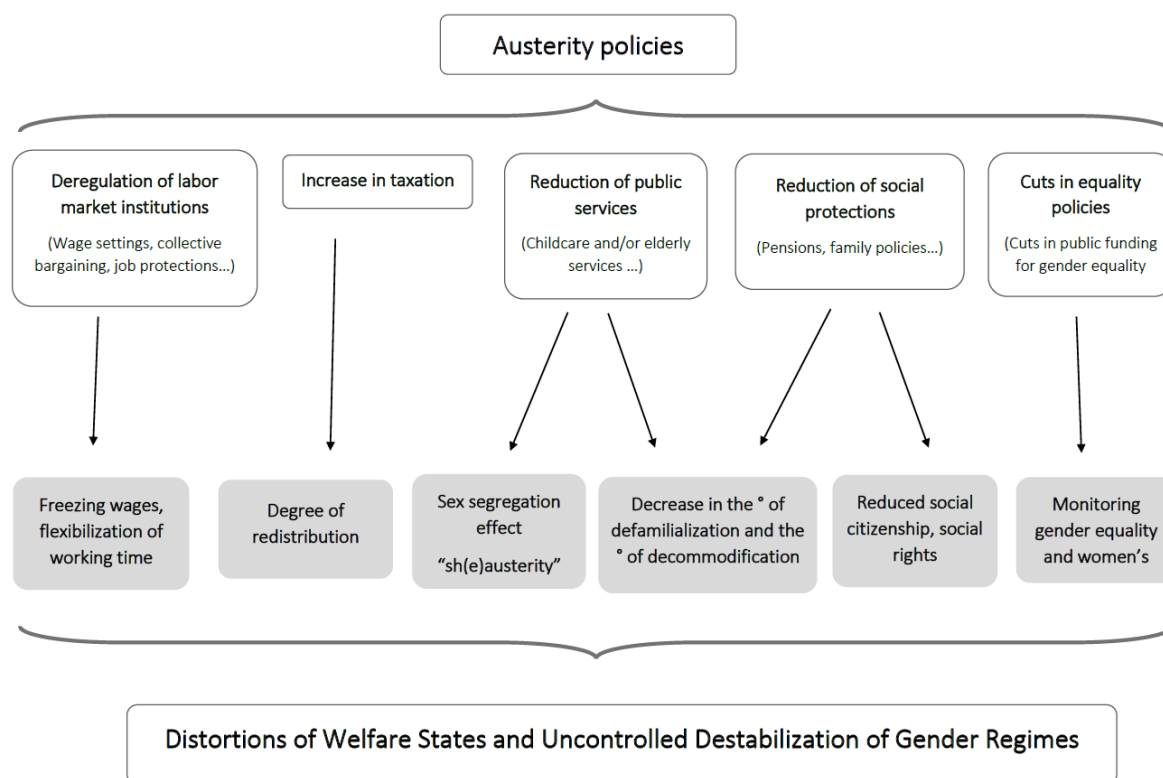 Austerity policies
Deregulation of labor
market institutions
(Wage settings, collective
bargaining, job protections...)
Increase in taxation
Reduction of public
services
(Childcare and/or elderly
services ...)
Reduction of social
protections
(Pensions, family policies...)
Cuts in equality
policies
(Cuts in public funding
for gender equality
Freezing wages,
flexibilization of
working time
Degree of
redistribution
Sex segregation
effect
“sh(e)austerity”
Decrease in the ° of
defamilialization and the
° of decommodification
Reduced social
citizenship, social
rights
Monitoring
gender equality
and women’s
Distortions of Welfare States and Uncontrolled Destabilization of Gender Regimes